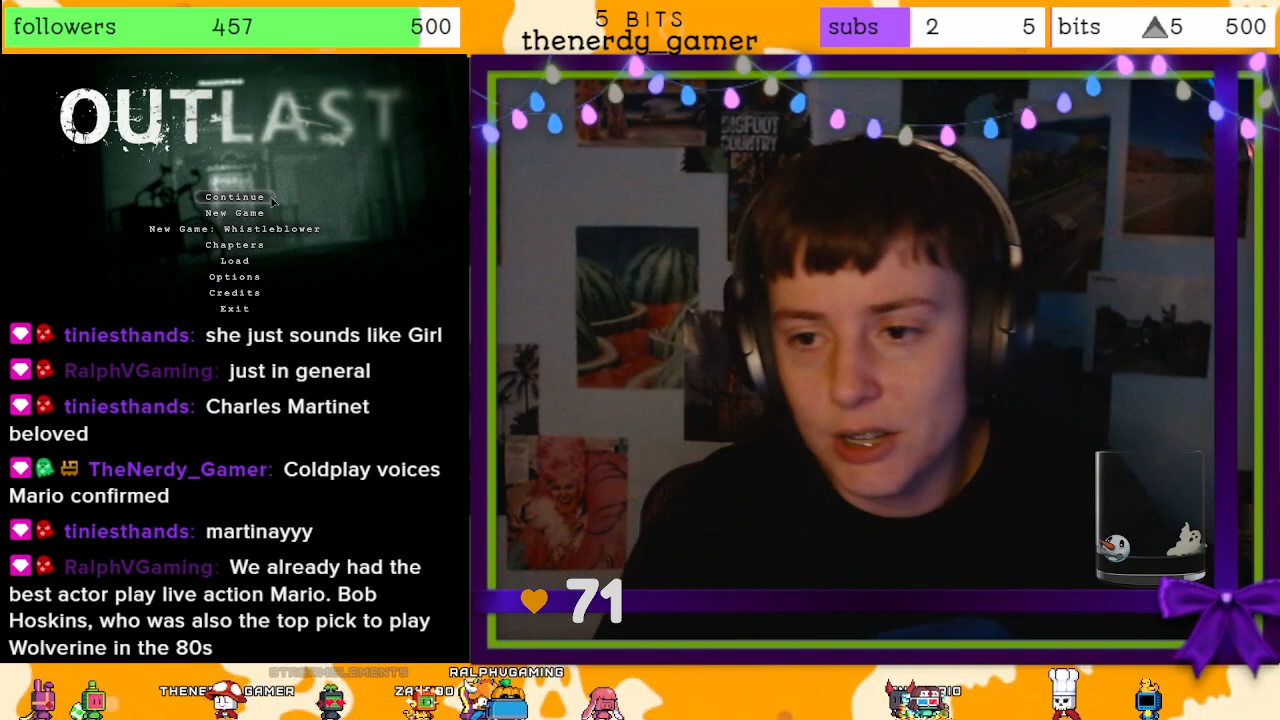 followers 457 500
5 BITS
thenerdy_gamer
subs 2 5
bits 5 500
OUTLAST
Continue
New Game
New Game: Whistleblower
Chapters
Load
Options
Credits
Exit
BIGFOOT
COUNTRY
tiniesthands: she just sounds like Girl
RalphVGaming: just in general
tiniesthands: Charles Martinet
beloved
TheNerdy_Gamer: Coldplay voices
Mario confirmed
tiniesthands: martinayyy
RalphVGaming: We already had the
best actor play live action Mario. Bob
Hoskins, who was also the top pick to play
Wolverine in the 80s
71
STREAMELEMENTS
RALPHVGAMING